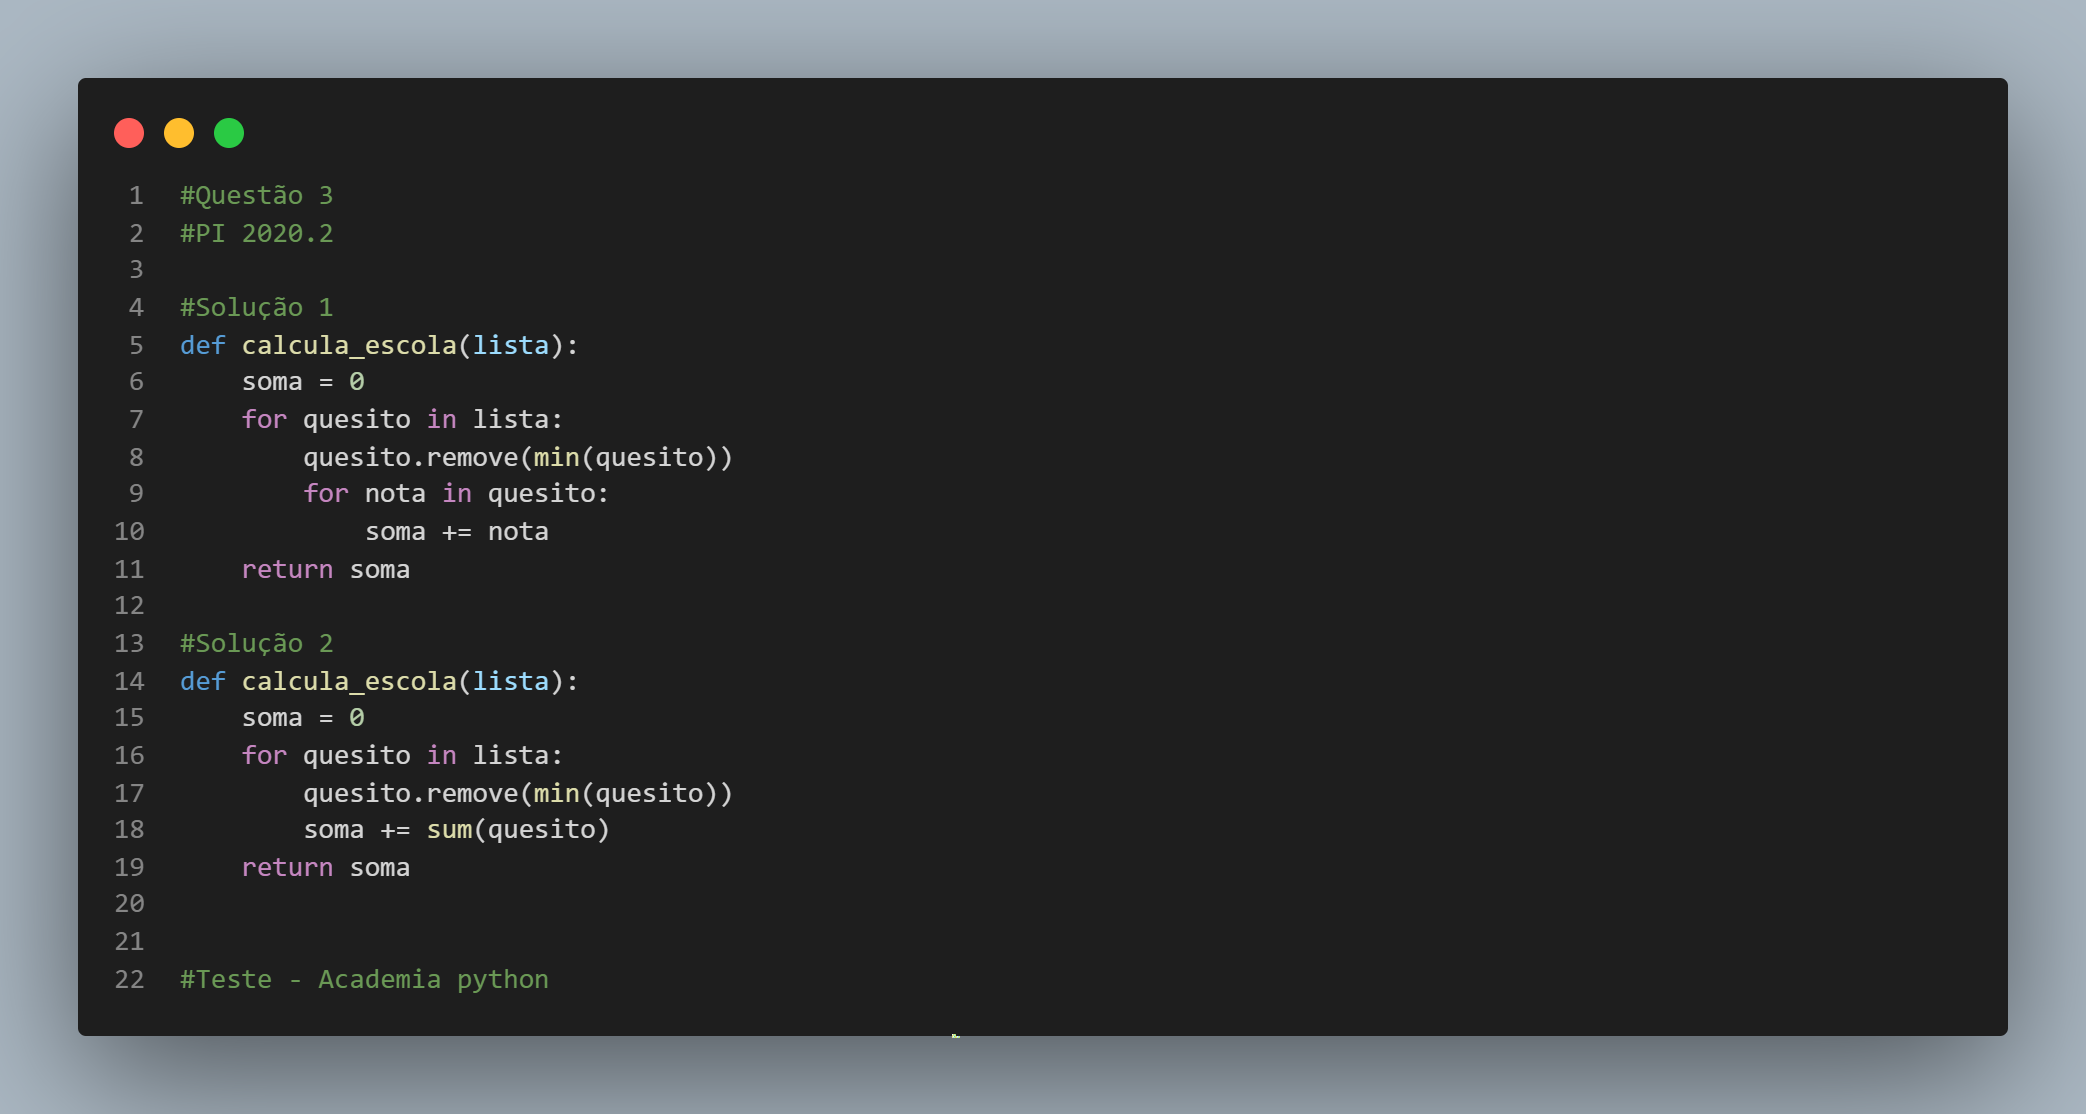 1 #Questão 3
2 #PI 2020.2
3
4 #Solução 1
5 def calcula_escola(lista):
6     soma = 0
7     for quesito in lista:
8         quesito.remove(min(quesito))
9         for nota in quesito:
10             soma += nota
11     return soma
12
13 #Solução 2
14 def calcula_escola(lista):
15     soma = 0
16     for quesito in lista:
17         quesito.remove(min(quesito))
18         soma += sum(quesito)
19     return soma
20
21
22 #Teste - Academia python